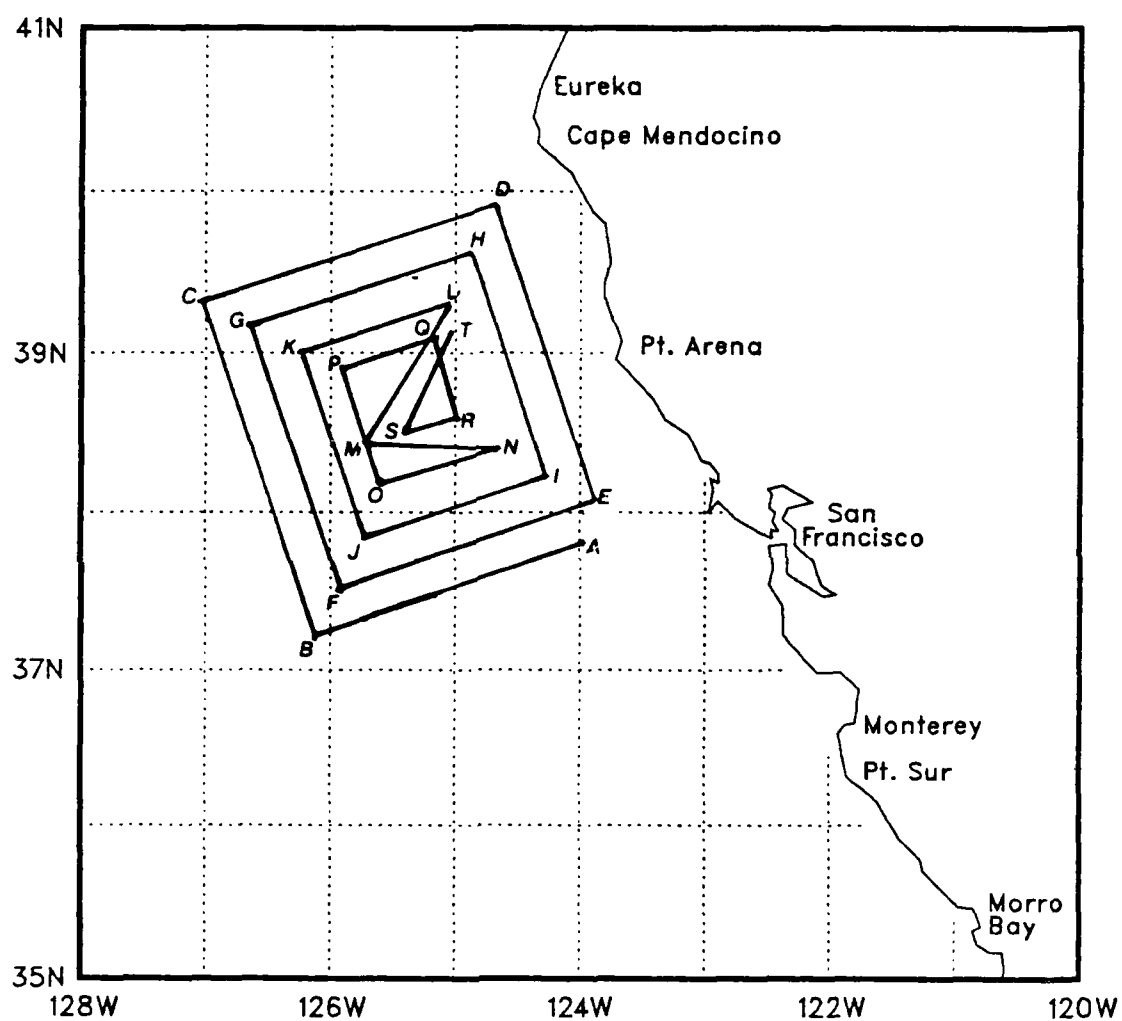 41N
Eureka
Cape Mendocino
D
H
C
L
G
Q T
K
39N
Pt. Arena
P
R
S
M
N
I
O
E
San
Francisco
J
A
F
B
37N
Monterey
Pt. Sur
Morro
Bay
35N
128W 126W 124W 122W 120W